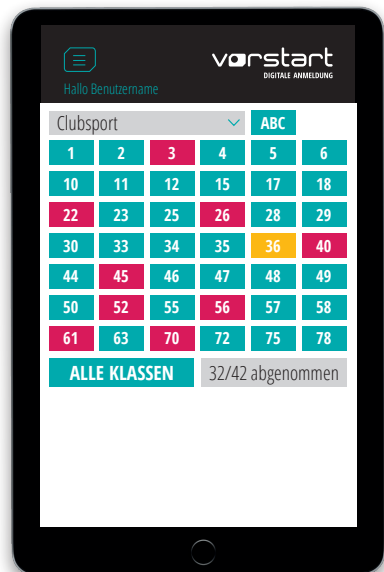 vorstart
DIGITALE ANMELDUNG
Hallo Benutzername
Clubsport ABC
1 2 3 4 5 6
10 11 12 15 17 18
22 23 25 26 28 29
30 33 34 35 36 40
44 45 46 47 48 49
50 52 55 56 57 58
61 63 70 72 75 78
ALLE KLASSEN 32/42 abgenommen